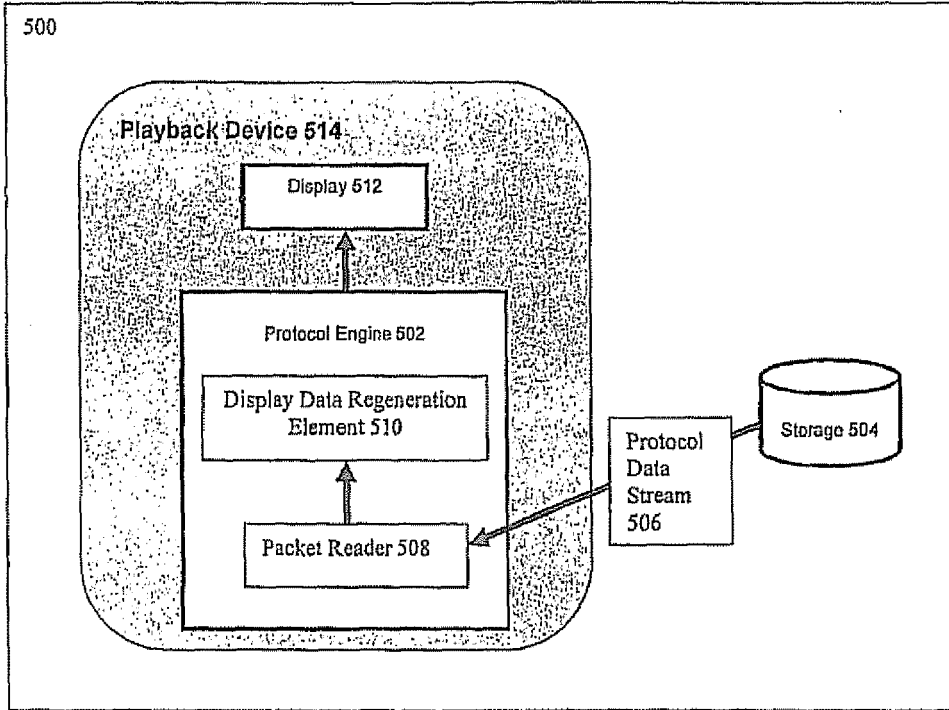 500
Playback Device 514
Display 512
Protocol Engine 502
Display Data Regeneration
Element 510
Packet Reader 508
Protocol
Data
Stream
506
Storage 504